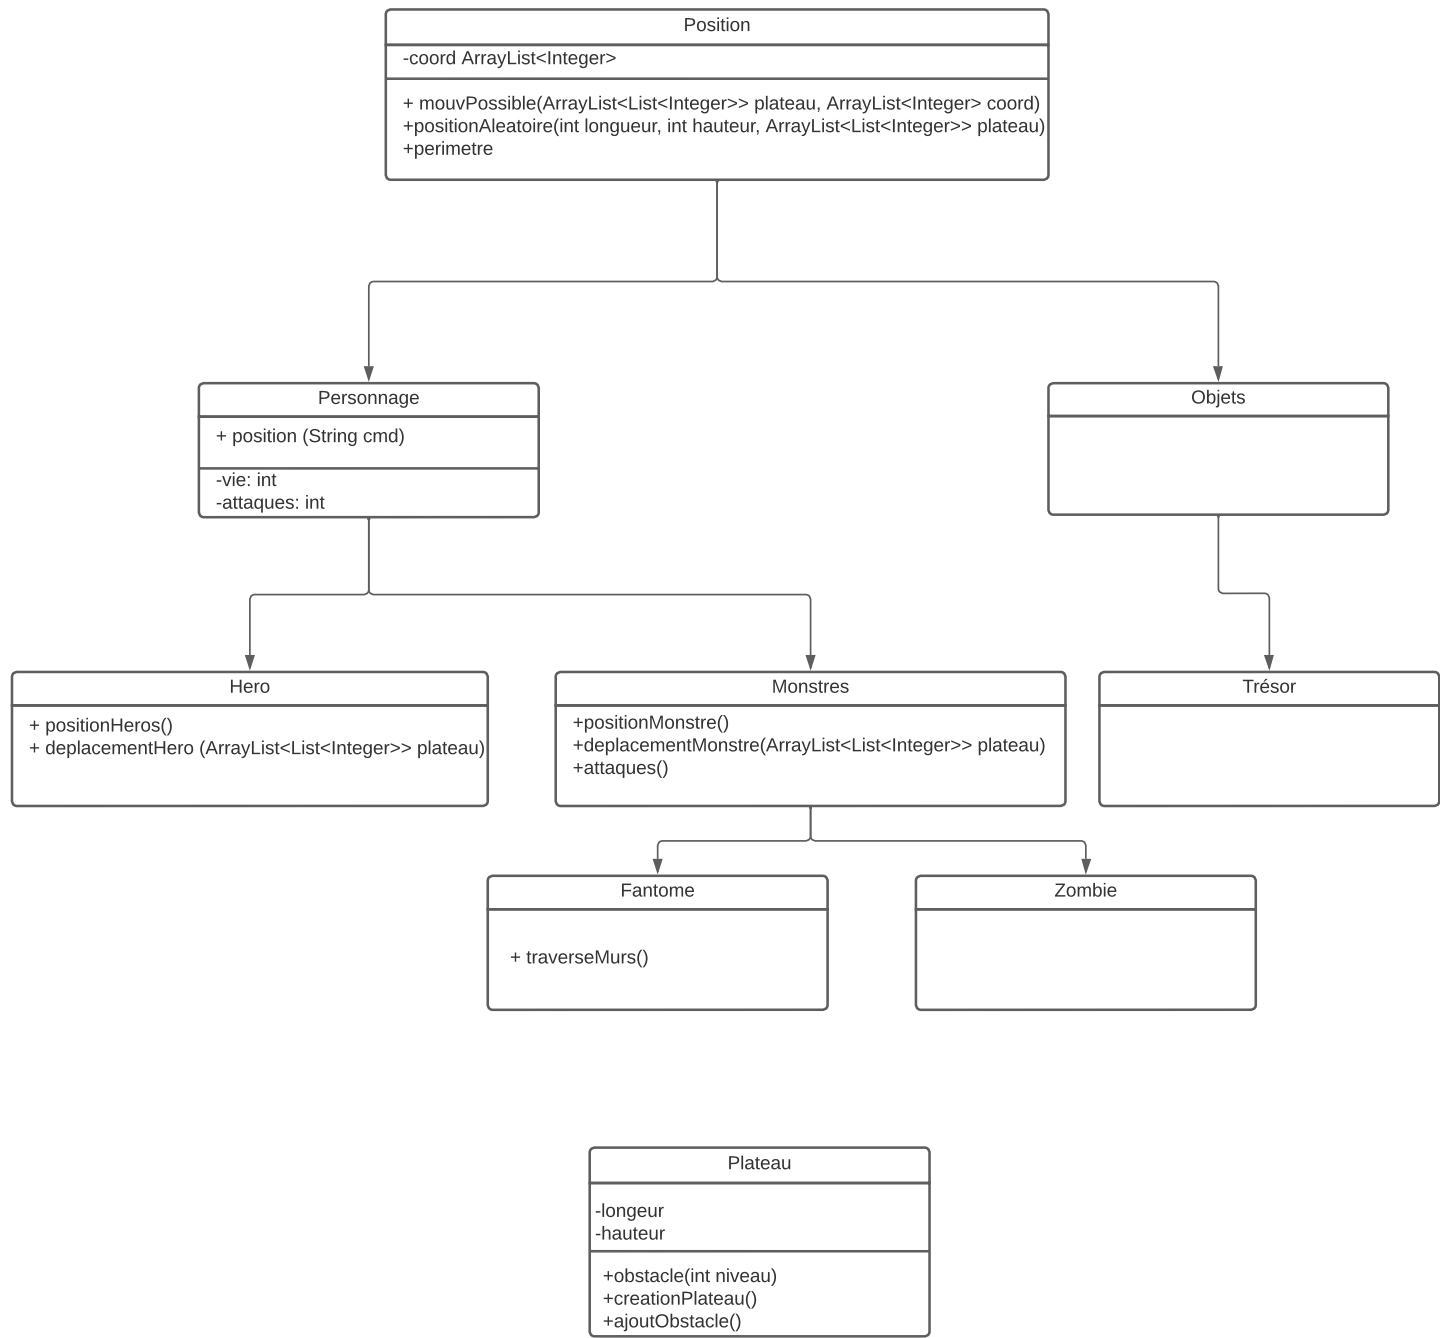 Position
-coord ArrayList<Integer>
+ mouvPossible(ArrayList<List<Integer>> plateau, ArrayList<Integer> coord)
+positionAleatoire(int longueur, int hauteur, ArrayList<List<Integer>> plateau)
+perimetre
Personnage
+ position (String cmd)
-vie: int
-attaques: int
Objets
Hero
+ positionHeros()
+ deplacementHero (ArrayList<List<Integer>> plateau)
Monstres
+positionMonstre()
+deplacementMonstre(ArrayList<List<Integer>> plateau)
+attaques()
Trésor
Fantome
+ traverseMurs()
Zombie
Plateau
-longeur
-hauteur
+obstacle(int niveau)
+creationPlateau()
+ajoutObstacle()